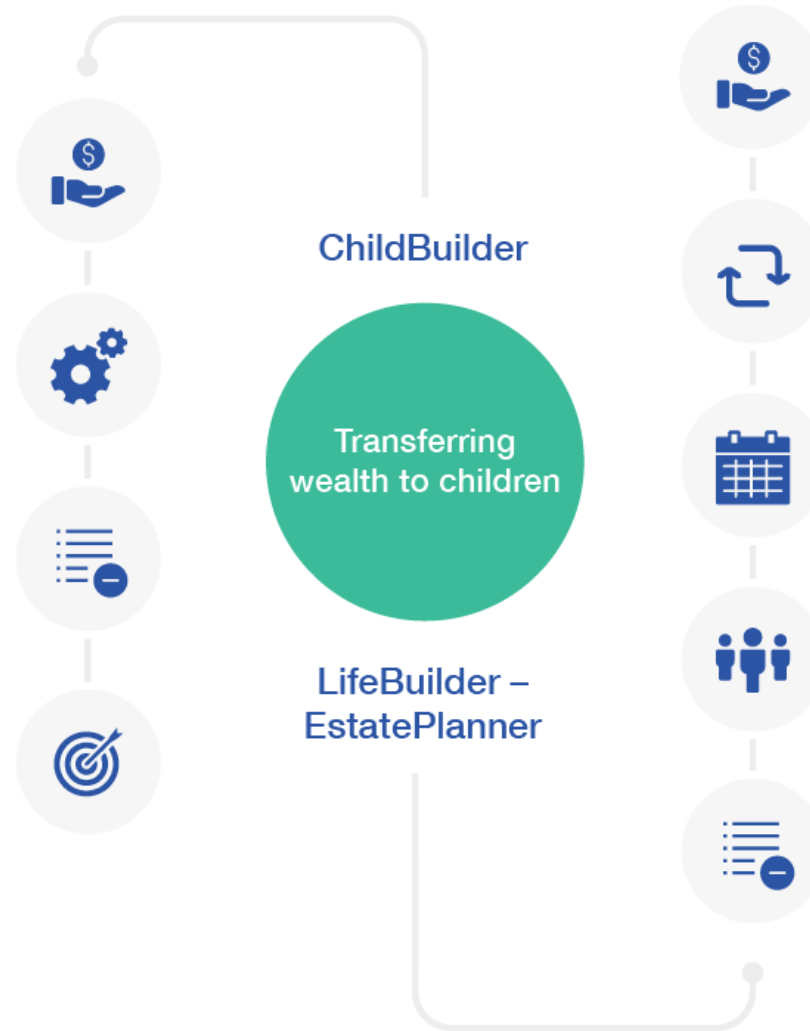 ChildBuilder
Transferring
wealth to children
LifeBuilder –
EstatePlanner